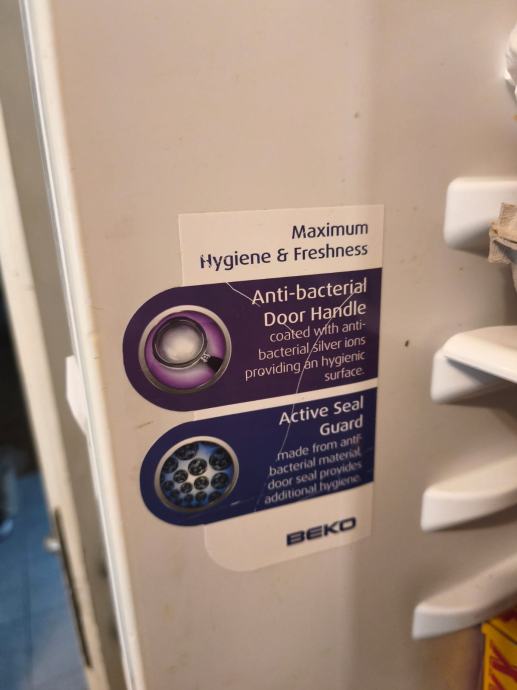 Maximum
Hygiene & Freshness
Anti-bacterial
Door Handle
coated with anti-
bacterial silver ions
providing an hygienic
surface.
Active Seal
Guard
made from anti-
bacterial material,
door seal provides
additional hygiene.
BEKO